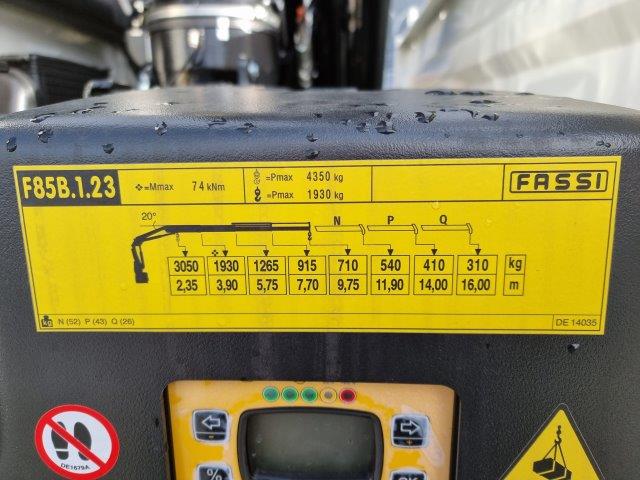 F85B.1.23 =Mmax 74 kNm =Pmax 4350 kg FASSI
=Pmax 1930 kg
20° N P Q
3050 1930 1265 915 710 540 410 310 kg
2,35 3,90 5,75 7,70 9,75 11,90 14,00 16,00 m
kg N (52) P (43) Q (26) DE 14035
DE1679A
%
OK